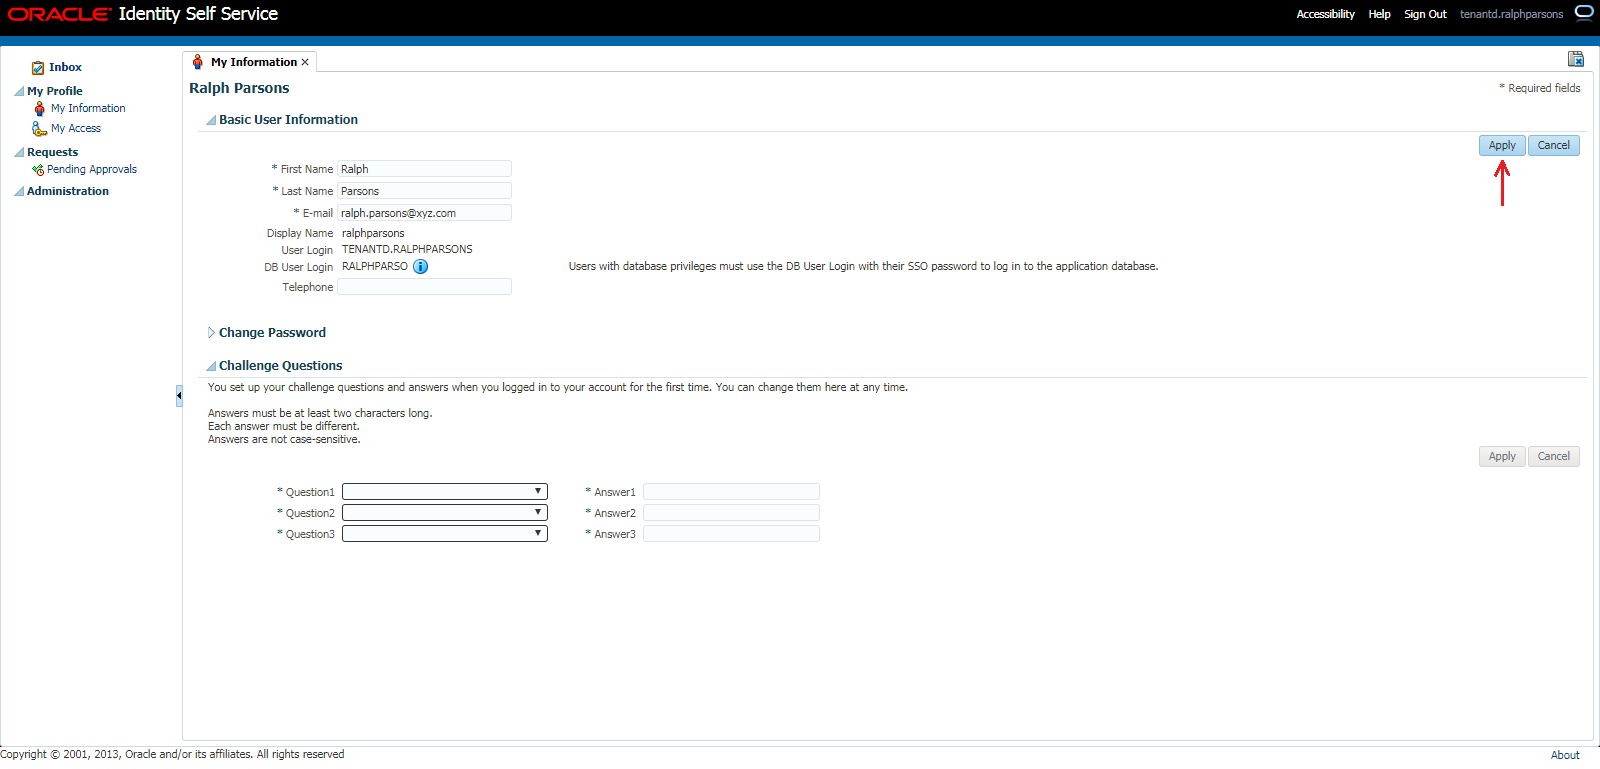 ORACLE Identity Self Service
Accessibility Help Sign Out tenantd.ralphparsons
Inbox
My Profile
My Information
My Access
Requests
Pending Approvals
Administration
My Information
Ralph Parsons
* Required fields
Basic User Information
Apply Cancel
* First Name Ralph
* Last Name Parsons
* E-mail ralph.parsons@xyz.com
Display Name ralphparsons
User Login TENANTD.RALPHPARSONS
DB User Login RALPHPARSO i Users with database privileges must use the DB User Login with their SSO password to log in to the application database.
Telephone
Change Password
Challenge Questions
You set up your challenge questions and answers when you logged in to your account for the first time. You can change them here at any time.
Answers must be at least two characters long.
Each answer must be different.
Answers are not case-sensitive.
Apply Cancel
* Question1 * Answer1
* Question2 * Answer2
* Question3 * Answer3
Copyright © 2001, 2013, Oracle and/or its affiliates. All rights reserved
About